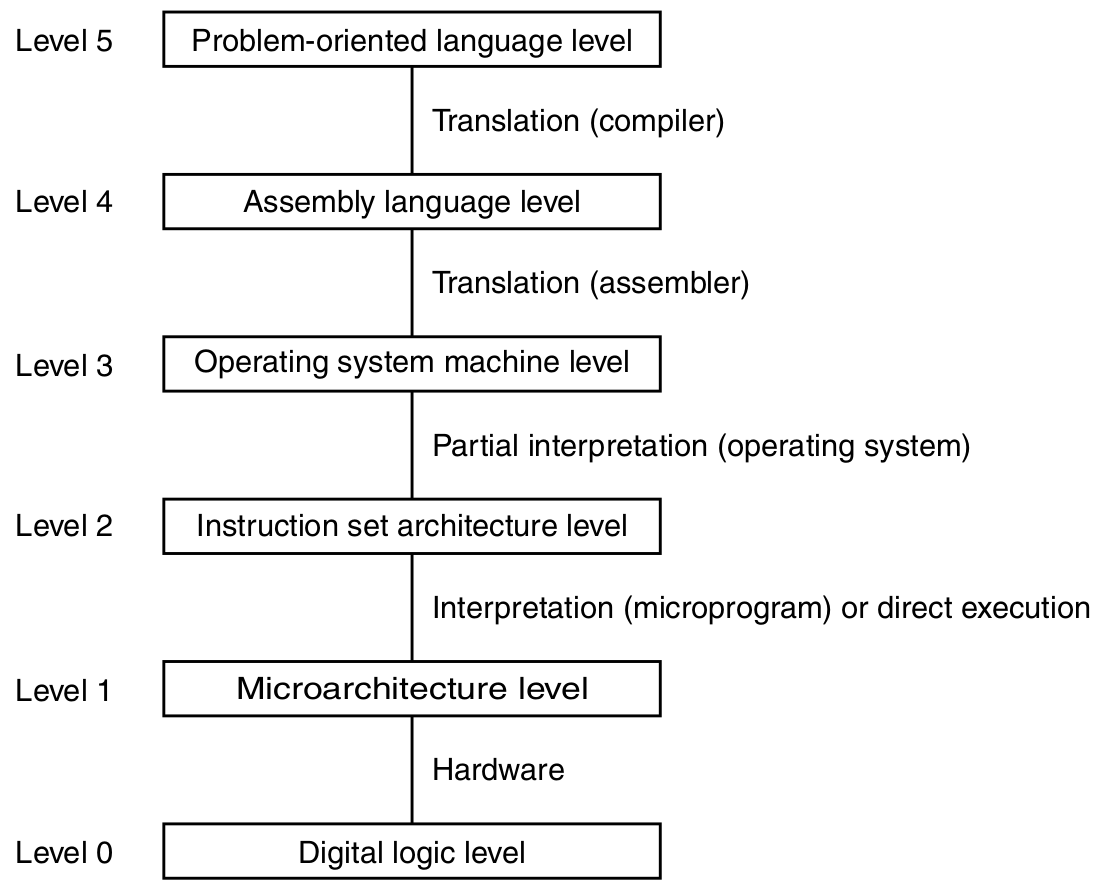 Level 5 Problem-oriented language level
Translation (compiler)
Level 4 Assembly language level
Translation (assembler)
Level 3 Operating system machine level
Partial interpretation (operating system)
Level 2 Instruction set architecture level
Interpretation (microprogram) or direct execution
Level 1 Microarchitecture level
Hardware
Level 0 Digital logic level